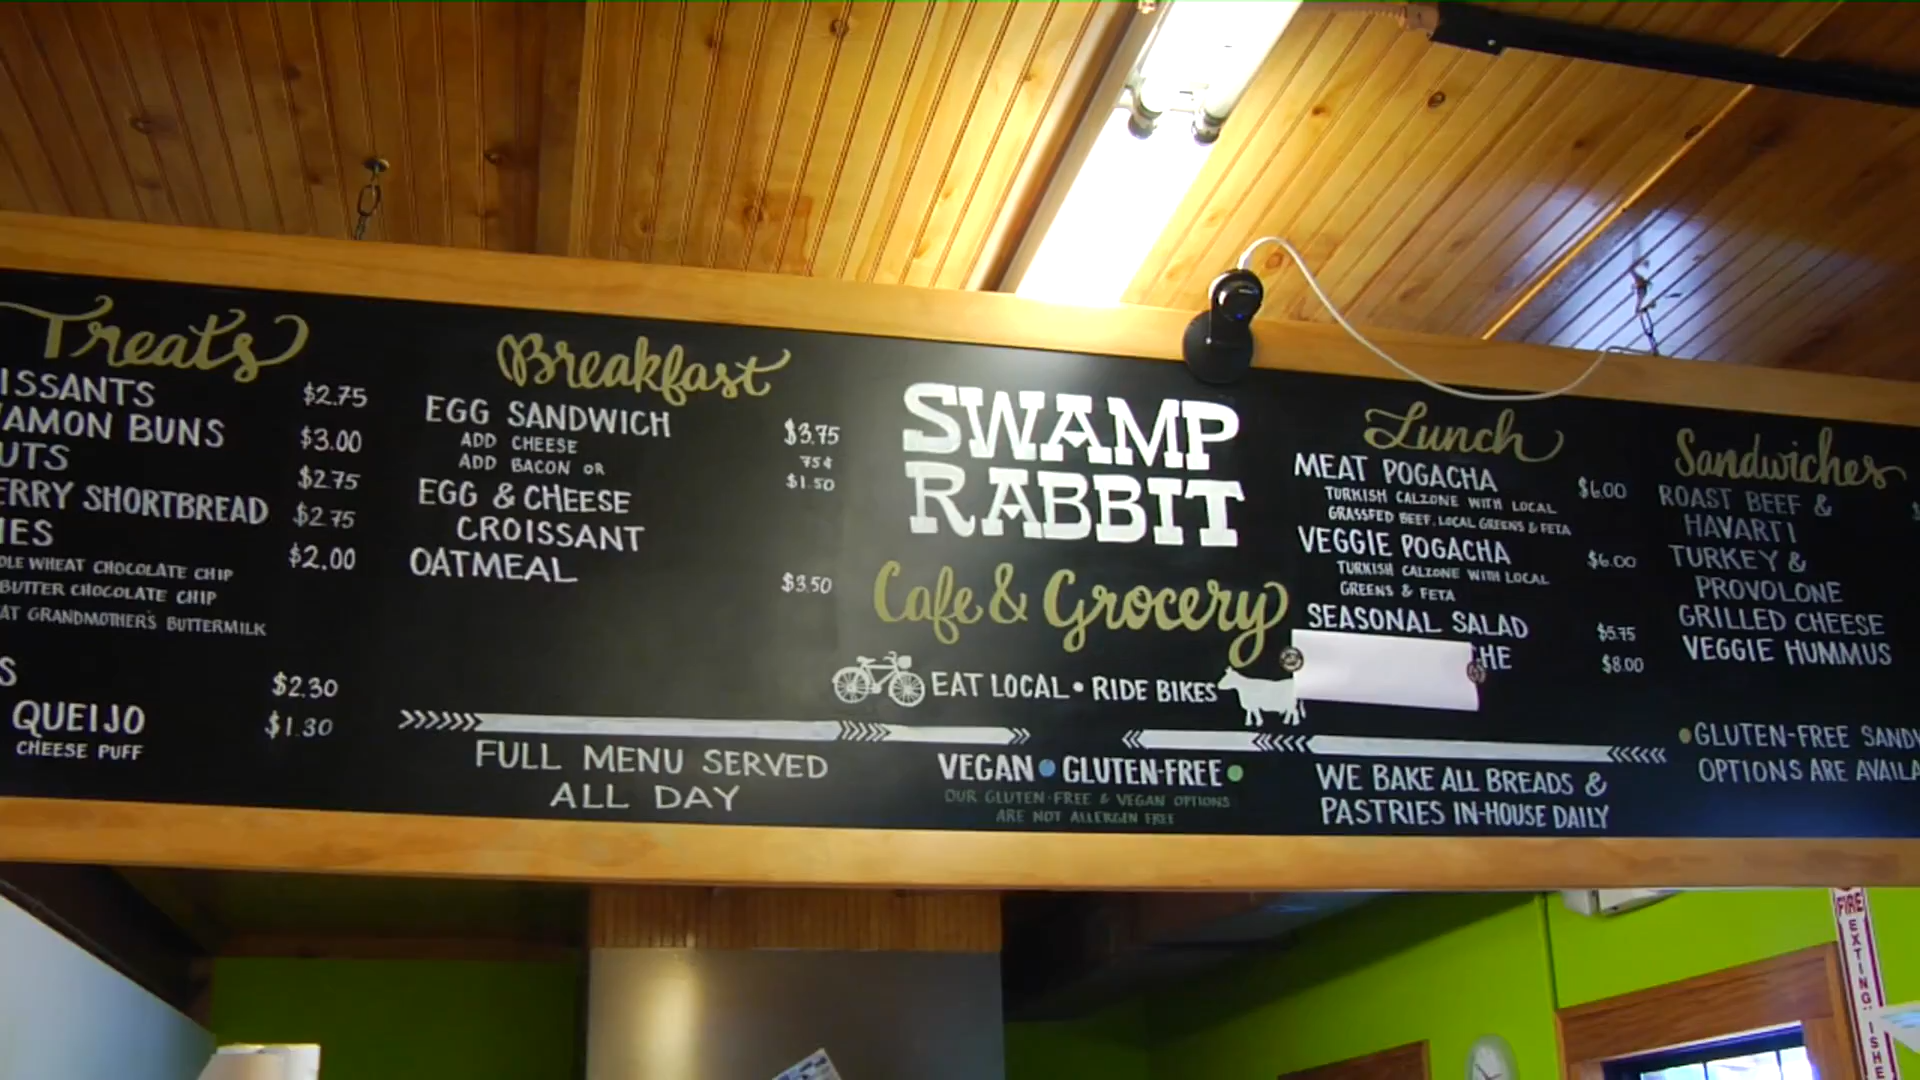 Treats
ISSANTS $2.75
AMON BUNS $3.00
UTS $2.75
ERRY SHORTBREAD $2.75
IES $2.00
OLE WHEAT CHOCOLATE CHIP
BUTTER CHOCOLATE CHIP
AT GRANDMOTHER'S BUTTERMILK
S $2.30
QUEIJO $1.30
CHEESE PUFF
Breakfast
EGG SANDWICH $3.75
ADD CHEESE 75¢
ADD BACON OR $1.50
EGG & CHEESE
CROISSANT
OATMEAL $3.50
FULL MENU SERVED
ALL DAY
SWAMP
RABBIT
Cafe & Grocery
EAT LOCAL • RIDE BIKES
VEGAN • GLUTEN-FREE •
OUR GLUTEN-FREE & VEGAN OPTIONS
ARE NOT ALLERGEN FREE
Lunch
MEAT POGACHA $6.00
TURKISH CALZONE WITH LOCAL
GRASSFED BEEF, LOCAL GREENS & FETA
VEGGIE POGACHA $6.00
TURKISH CALZONE WITH LOCAL
GREENS & FETA
SEASONAL SALAD $5.75
CHE $8.00
WE BAKE ALL BREADS &
PASTRIES IN-HOUSE DAILY
Sandwiches
ROAST BEEF &
HAVARTI
TURKEY &
PROVOLONE
GRILLED CHEESE
VEGGIE HUMMUS
• GLUTEN-FREE SANDW
OPTIONS ARE AVAILA
FIRE
EXTINGUISHE